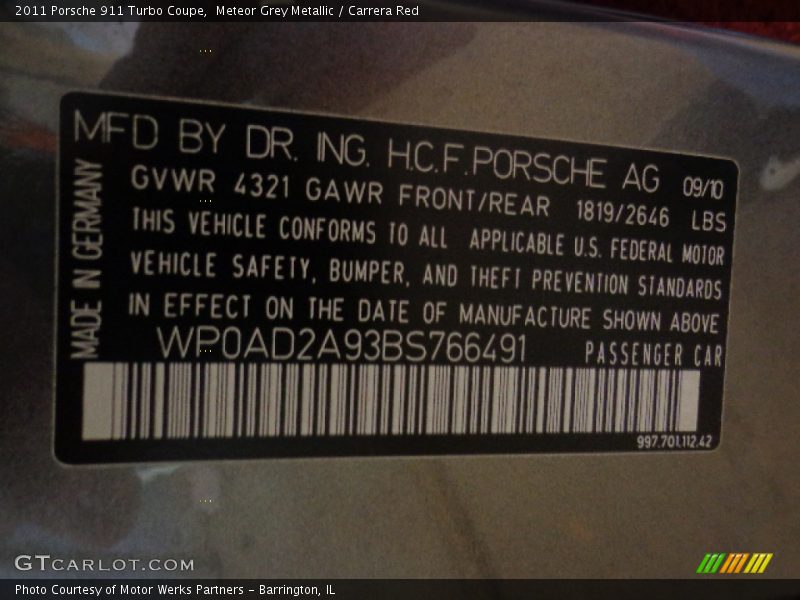 2011 Porsche 911 Turbo Coupe,  Meteor Grey Metallic / Carrera Red
MFD BY DR. ING. H.C.F. PORSCHE AG 09/10
GVWR 4321 GAWR FRONT/REAR 1819/2646 LBS
THIS VEHICLE CONFORMS TO ALL APPLICABLE U.S. FEDERAL MOTOR
VEHICLE SAFETY, BUMPER, AND THEFT PREVENTION STANDARDS
IN EFFECT ON THE DATE OF MANUFACTURE SHOWN ABOVE
WP0AD2A93BS766491 PASSENGER CAR
997.701.112.42
MADE IN GERMANY
GTCARLOT.COM
Photo Courtesy of Motor Werks Partners - Barrington, IL